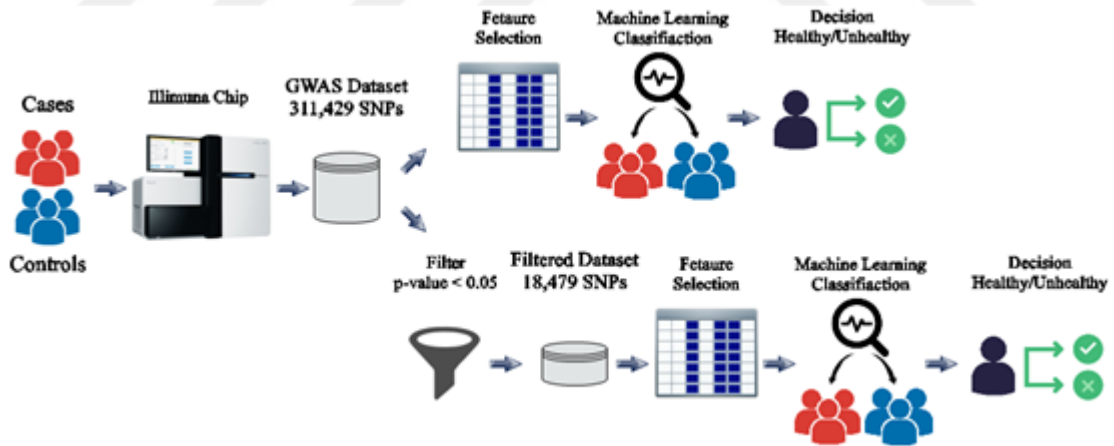 Cases
Controls
Illimuna Chip
GWAS Dataset
311,429 SNPs
Fetaure
Selection
Machine Learning
Classifiaction
Decision
Healthy/Unhealthy
Filter
p-value < 0.05
Filtered Dataset
18,479 SNPs
Fetaure
Selection
Machine Learning
Classifiaction
Decision
Healthy/Unhealthy